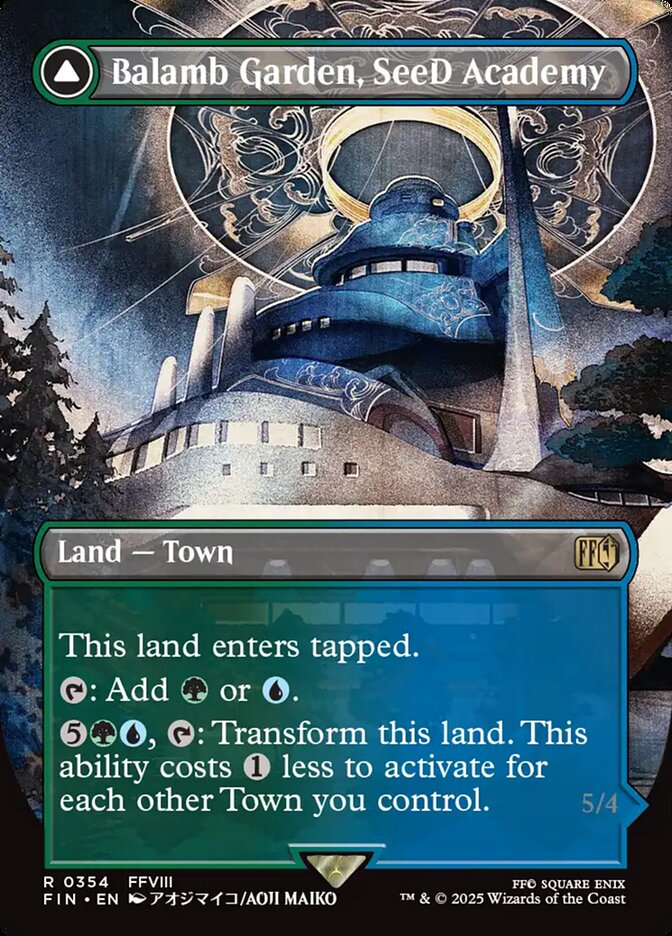 Balamb Garden, SeeD Academy
Land — Town
FF
This land enters tapped.
: Add or .
5, : Transform this land. This
ability costs 1 less to activate for
each other Town you control.
5/4
R 0354 FFVIII
FIN • EN アオジマイコ/AOJI MAIKO
FF© SQUARE ENIX
™ & © 2025 Wizards of the Coast